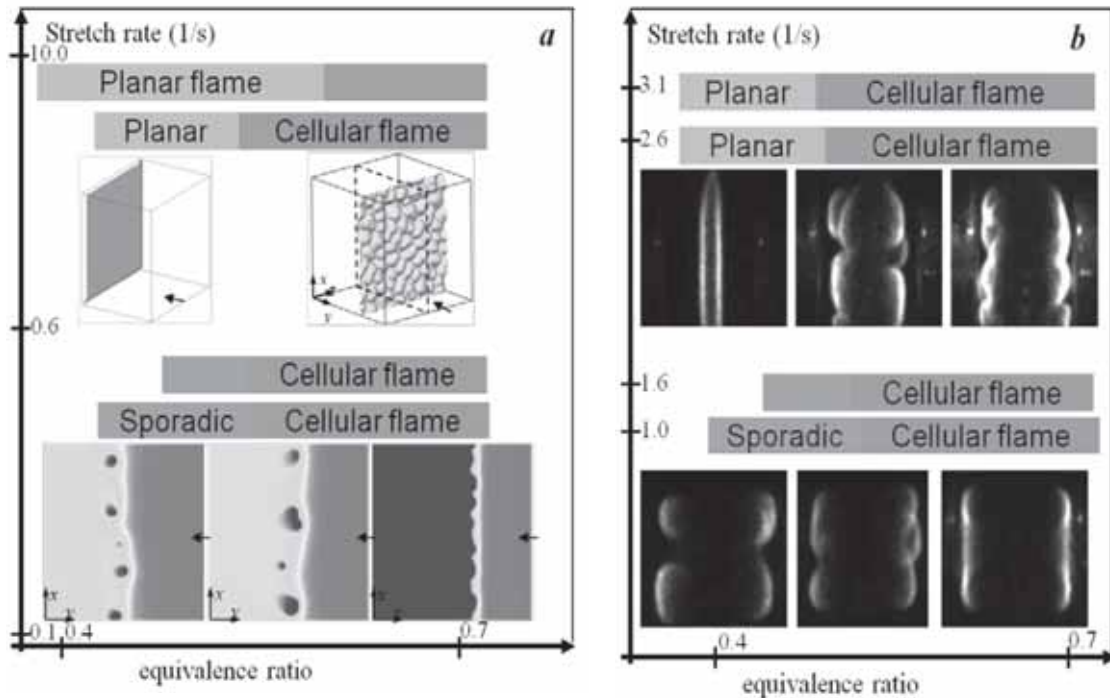 Stretch rate (1/s)
a
10.0
Planar flame
Planar
Cellular flame
x
y
0.6
Cellular flame
Sporadic
Cellular flame
x
y
x
y
x
y
0.1
0.4
0.7
equivalence ratio
Stretch rate (1/s)
b
3.1
Planar
Cellular flame
2.6
Planar
Cellular flame
1.6
Cellular flame
1.0
Sporadic
Cellular flame
0.4
0.7
equivalence ratio